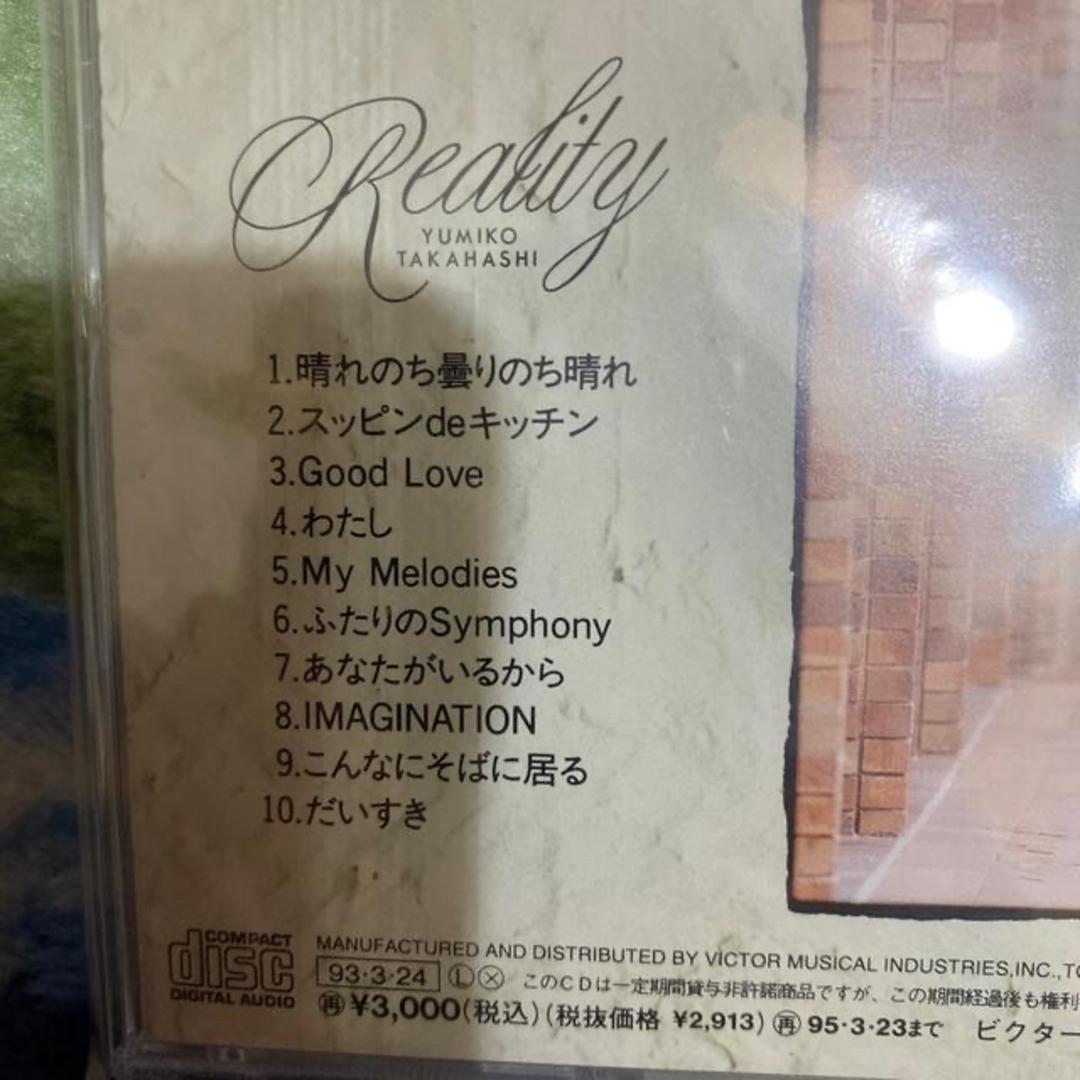 Reality
YUMIKO
TAKAHASHI
1.晴れのち曇りのち晴れ
2.スッピンdeキッチン
3.Good Love
4.わたし
5.My Melodies
6.ふたりのSymphony
7.あなたがいるから
8.IMAGINATION
9.こんなにそばに居る
10.だいすき
COMPACT
disc
DIGITAL AUDIO
MANUFACTURED AND DISTRIBUTED BY VICTOR MUSICAL INDUSTRIES,INC.,TO
93·3·24 Ⓛ ⓧ このCDは一定期間貸与非許諾商品ですが、この期間経過後も権利
㊢¥3,000(税込)(税抜価格 ¥2,913) 再 95·3·23まで ビクター